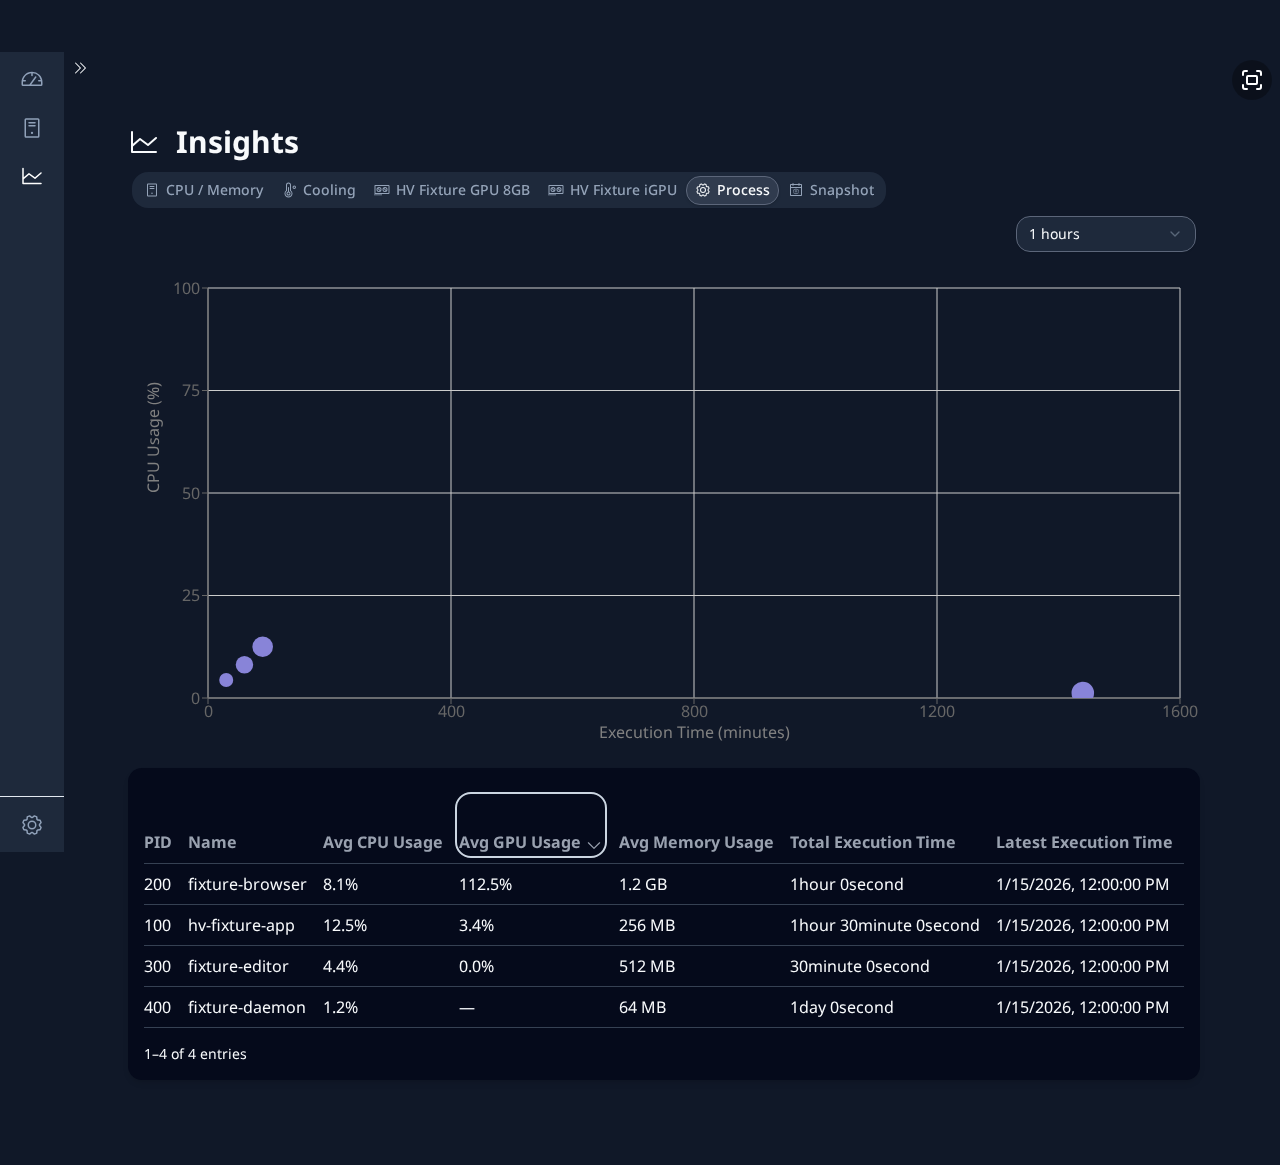 Insights
CPU / Memory Cooling HV Fixture GPU 8GB HV Fixture iGPU Process Snapshot
1 hours
100
75
50
25
0
CPU Usage (%)
0 400 800 1200 1600
Execution Time (minutes)
PID Name Avg CPU Usage Avg GPU Usage Avg Memory Usage Total Execution Time Latest Execution Time
200 fixture-browser 8.1% 112.5% 1.2 GB 1hour 0second 1/15/2026, 12:00:00 PM
100 hv-fixture-app 12.5% 3.4% 256 MB 1hour 30minute 0second 1/15/2026, 12:00:00 PM
300 fixture-editor 4.4% 0.0% 512 MB 30minute 0second 1/15/2026, 12:00:00 PM
400 fixture-daemon 1.2% — 64 MB 1day 0second 1/15/2026, 12:00:00 PM
1–4 of 4 entries